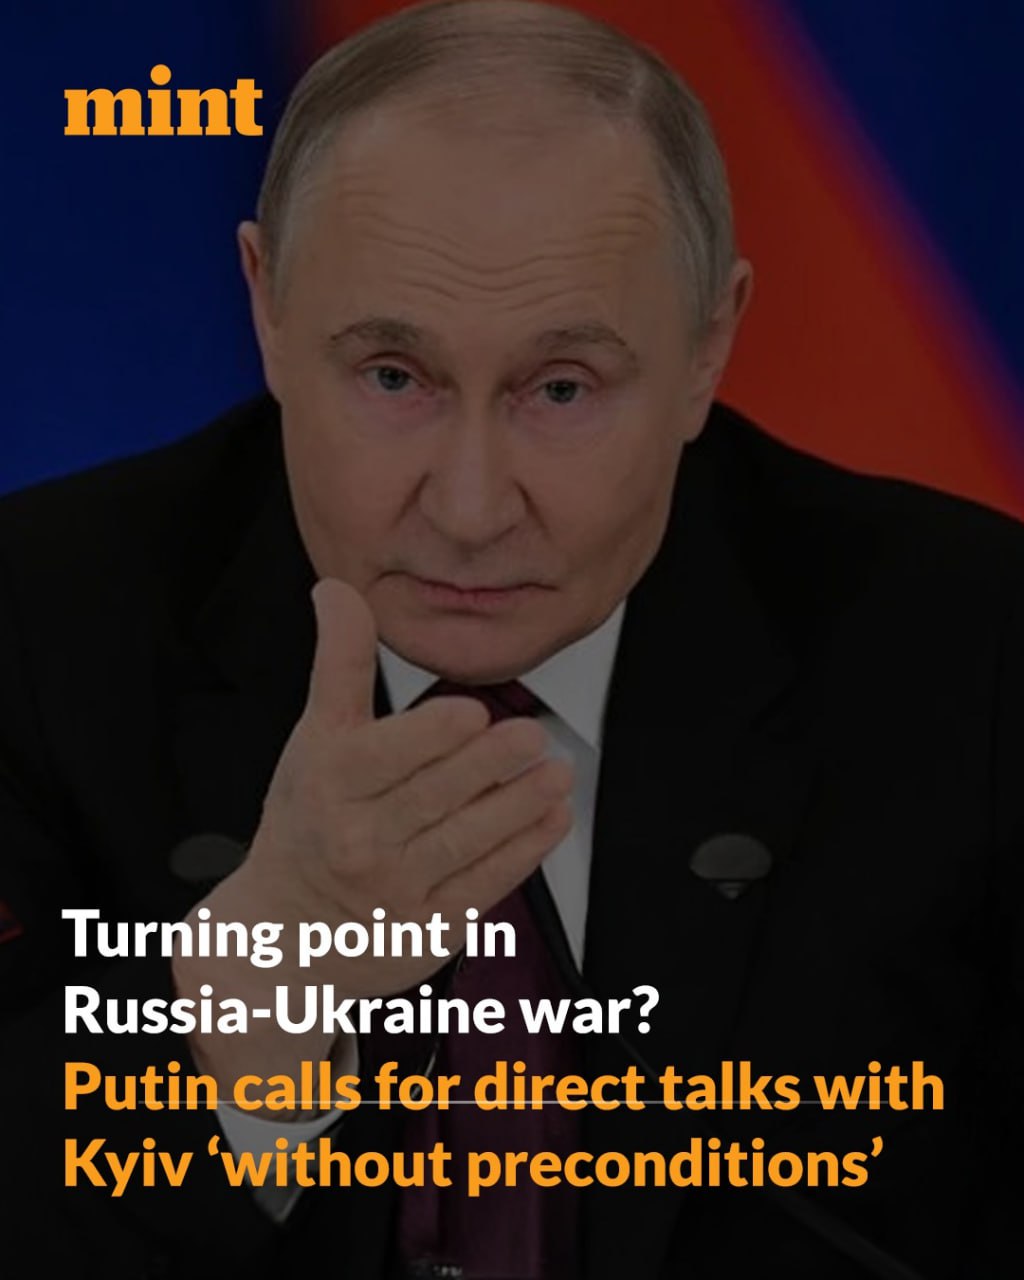 mint
Turning point in
Russia-Ukraine war?
Putin calls for direct talks with
Kyiv ‘without preconditions’